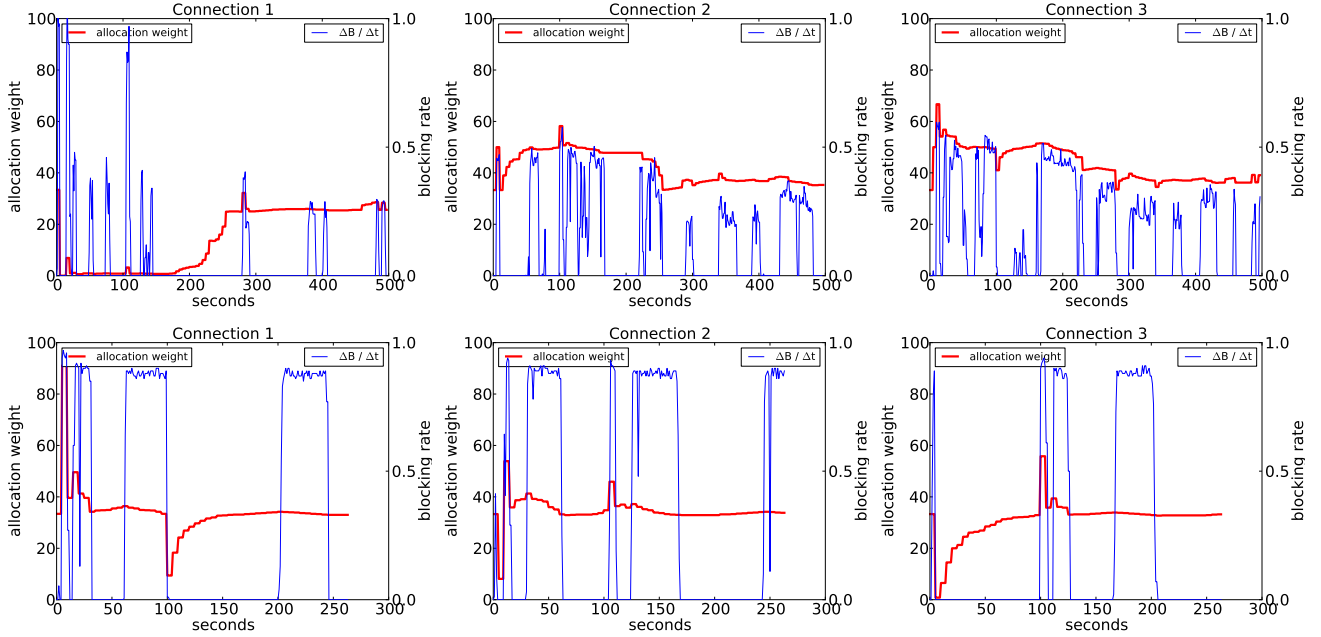 Connection 1
allocation weight
ΔB / Δt
100
80
60
40
20
0
allocation weight
1.0
0.5
0.0
blocking rate
0 100 200 300 400 500
seconds
Connection 2
allocation weight
ΔB / Δt
100
80
60
40
20
0
allocation weight
1.0
0.5
0.0
blocking rate
0 100 200 300 400 500
seconds
Connection 3
allocation weight
ΔB / Δt
100
80
60
40
20
0
allocation weight
1.0
0.5
0.0
blocking rate
0 100 200 300 400 500
seconds
Connection 1
allocation weight
ΔB / Δt
100
80
60
40
20
0
allocation weight
1.0
0.5
0.0
blocking rate
0 50 100 150 200 250 300
seconds
Connection 2
allocation weight
ΔB / Δt
100
80
60
40
20
0
allocation weight
1.0
0.5
0.0
blocking rate
0 50 100 150 200 250 300
seconds
Connection 3
allocation weight
ΔB / Δt
100
80
60
40
20
0
allocation weight
1.0
0.5
0.0
blocking rate
0 50 100 150 200 250 300
seconds